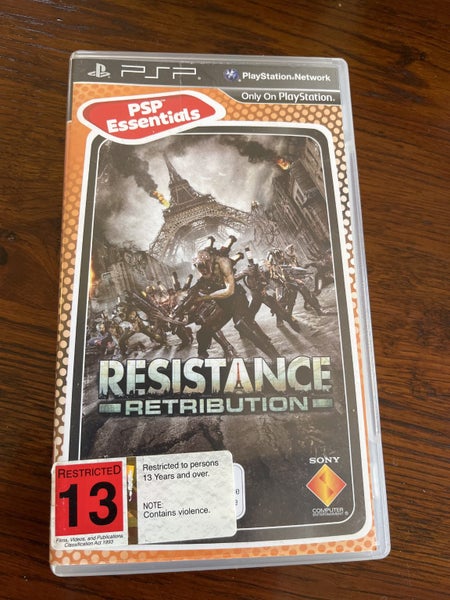 PSP
PlayStation®Network
Only On PlayStation.
PSP™
Essentials
RESISTANCE
RETRIBUTION
RESTRICTED
13
Films, Videos, and Publications
Classification Act 1993
Restricted to persons
13 Years and over.
NOTE:
Contains violence.
SONY
COMPUTER
ENTERTAINMENT®